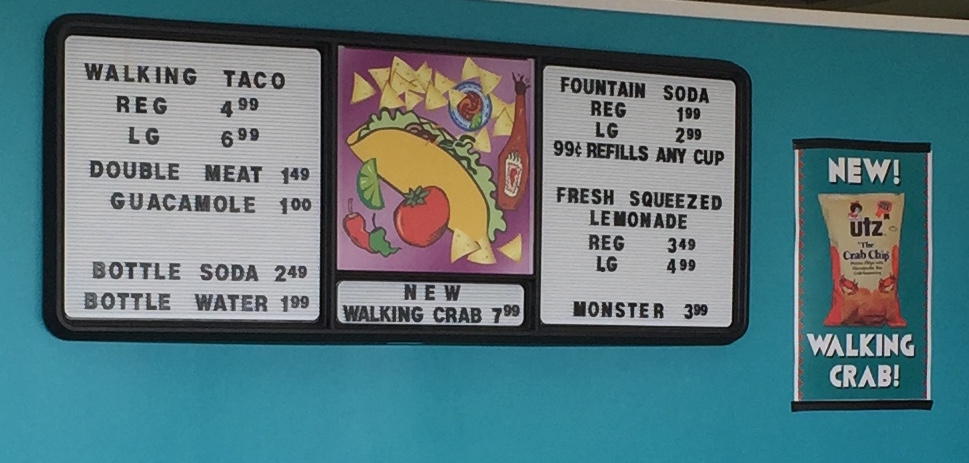 WALKING TACO
REG 4.99
LG 6.99
DOUBLE MEAT 1.49
GUACAMOLE 1.00
BOTTLE SODA 2.49
BOTTLE WATER 1.99
NEW
WALKING CRAB 7.99
FOUNTAIN SODA
REG 1.99
LG 2.99
99¢ REFILLS ANY CUP
FRESH SQUEEZED
LEMONADE
REG 3.49
LG 4.99
MONSTER 3.99
NEW!
utz
"The
Crab Chip"
WALKING
CRAB!